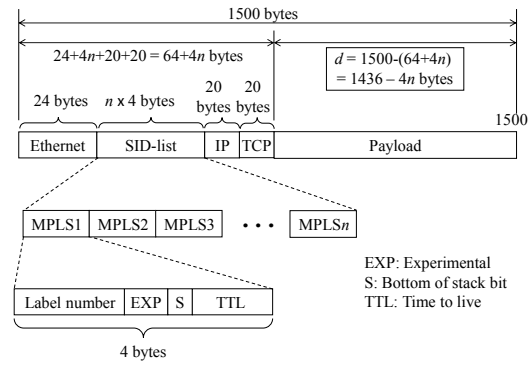 1500 bytes
24+4n+20+20 = 64+4n bytes
d = 1500-(64+4n)
= 1436 – 4n bytes
24 bytes
n x 4 bytes
20 bytes
20 bytes
1500
Ethernet
SID-list
IP
TCP
Payload
MPLS1
MPLS2
MPLS3
• • •
MPLSn
EXP: Experimental
S: Bottom of stack bit
TTL: Time to live
Label number
EXP
S
TTL
4 bytes